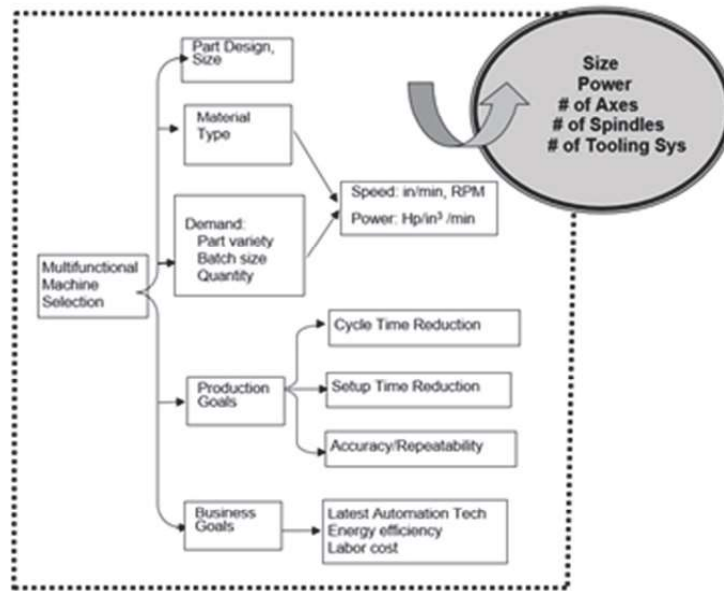 Part Design,
Size
Size
Power
# of Axes
# of Spindles
# of Tooling Sys
Material
Type
Speed: in/min, RPM
Power: Hp/in³ /min
Demand:
Part variety
Batch size
Quantity
Multifunctional
Machine
Selection
Cycle Time Reduction
Production
Goals
Setup Time Reduction
Accuracy/Repeatability
Business
Goals
Latest Automation Tech
Energy efficiency
Labor cost